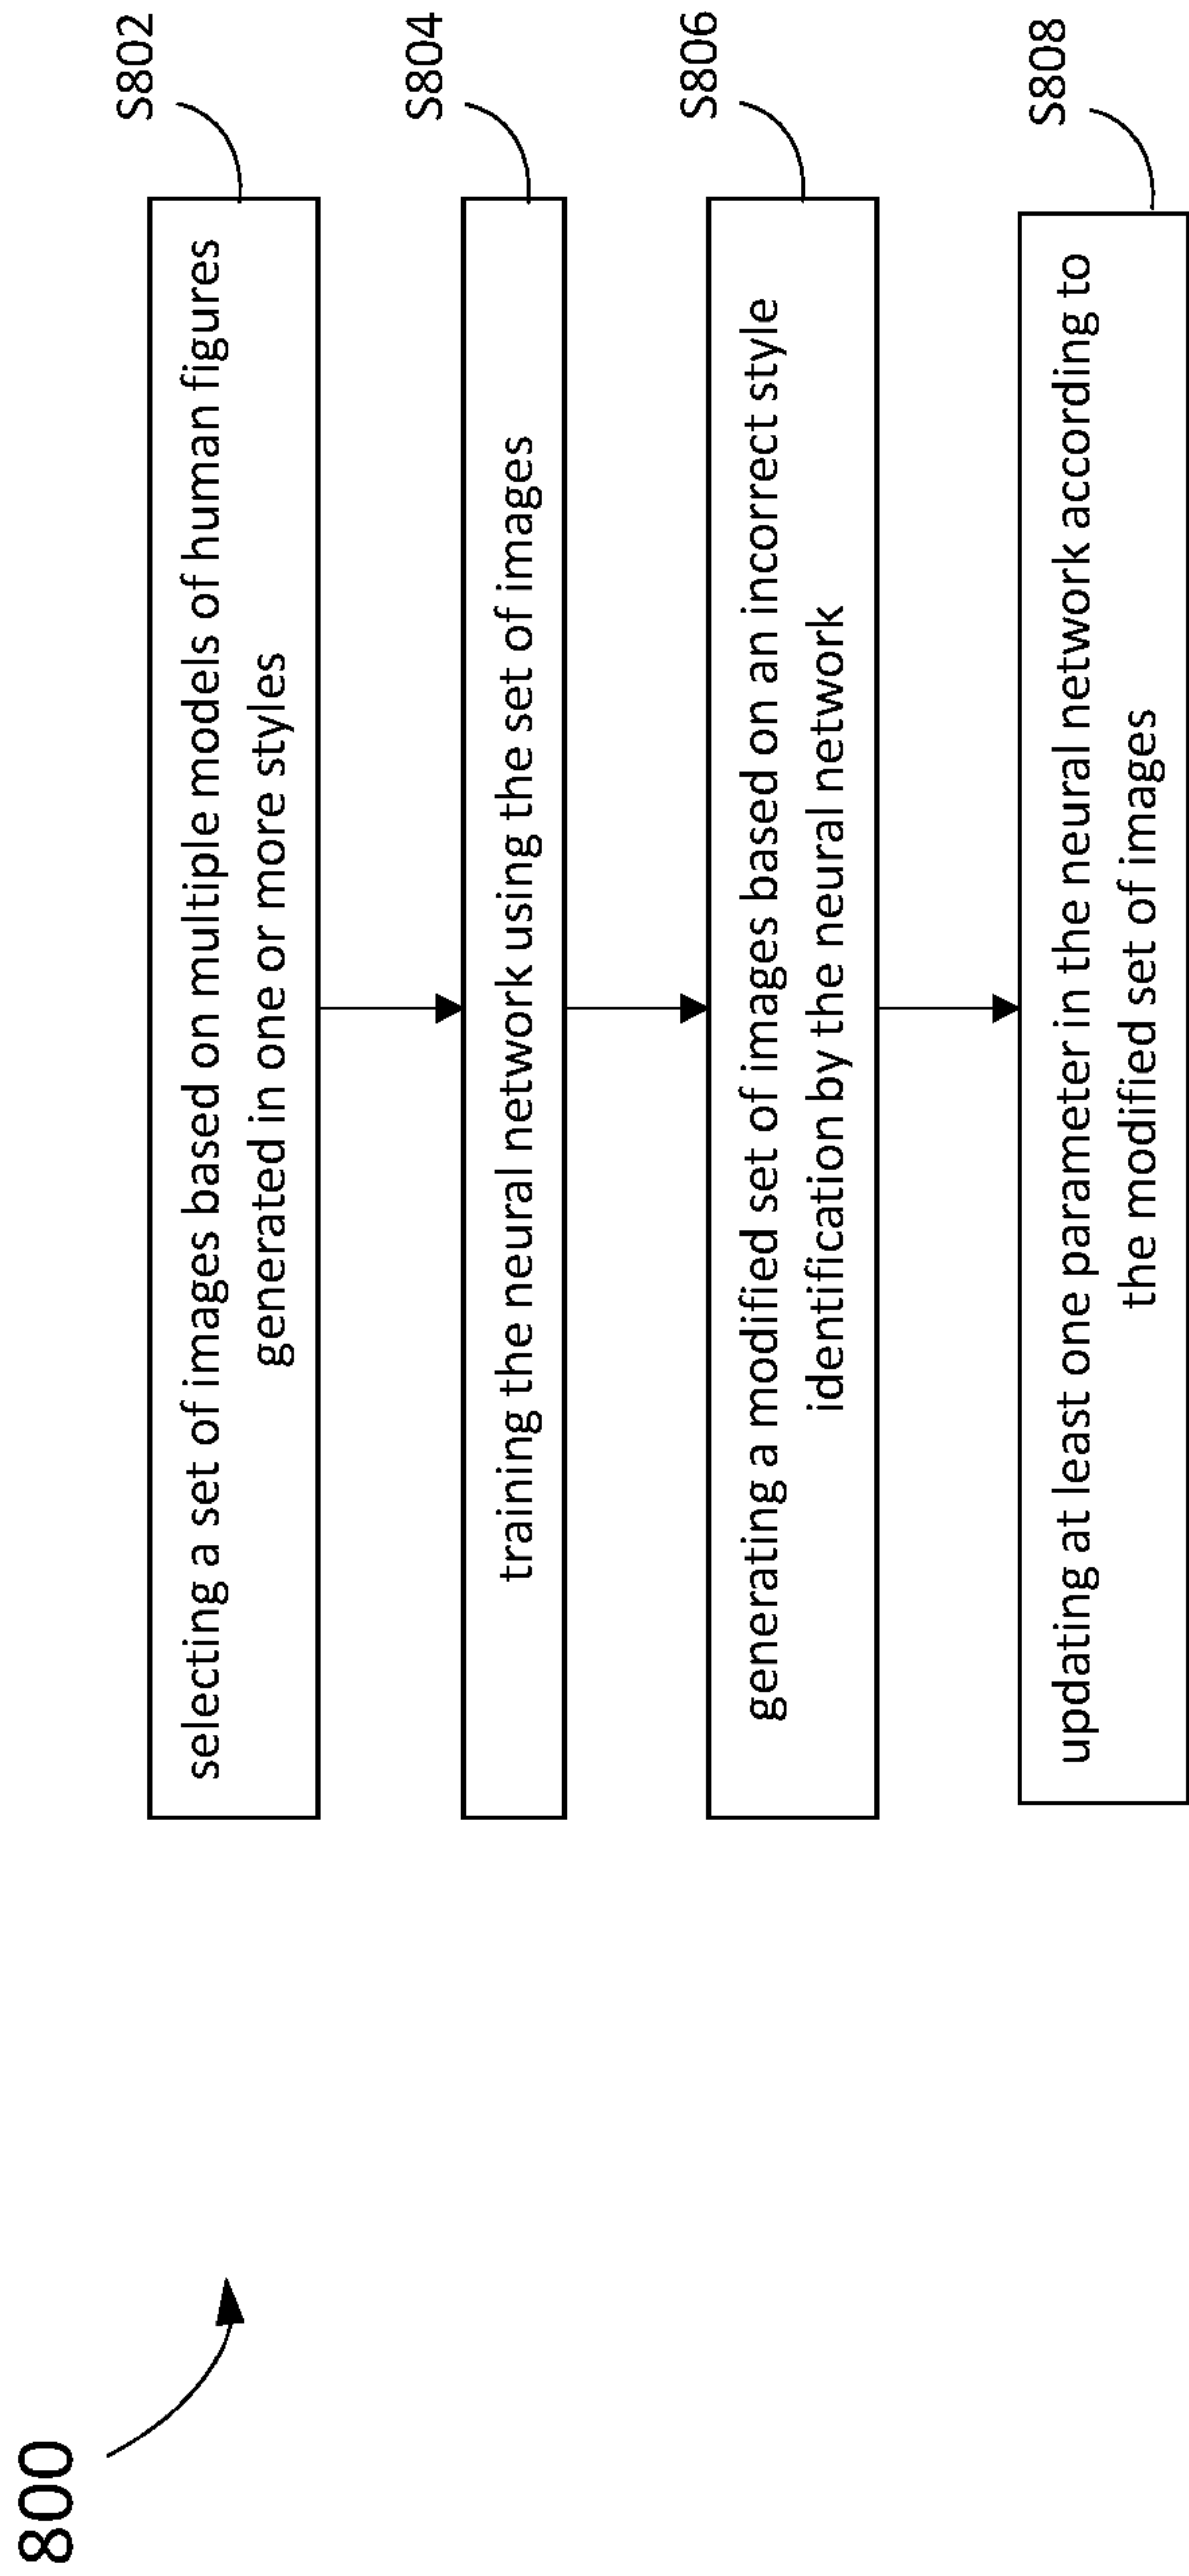 800
S802
selecting a set of images based on multiple models of human figures
generated in one or more styles
S804
training the neural network using the set of images
S806
generating a modified set of images based on an incorrect style
identification by the neural network
S808
updating at least one parameter in the neural network according to
the modified set of images